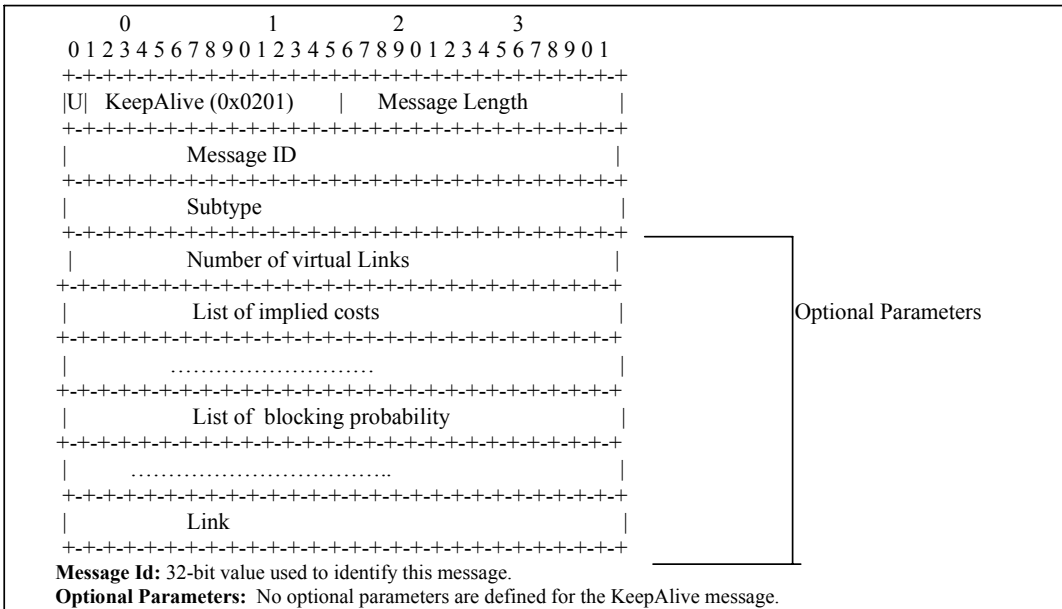 0 1 2 3
0 1 2 3 4 5 6 7 8 9 0 1 2 3 4 5 6 7 8 9 0 1 2 3 4 5 6 7 8 9 0 1
+-+-+-+-+-+-+-+-+-+-+-+-+-+-+-+-+-+-+-+-+-+-+-+-+-+-+-+-+-+-+-+-+
|U| KeepAlive (0x0201) | Message Length |
+-+-+-+-+-+-+-+-+-+-+-+-+-+-+-+-+-+-+-+-+-+-+-+-+-+-+-+-+-+-+-+-+
| Message ID |
+-+-+-+-+-+-+-+-+-+-+-+-+-+-+-+-+-+-+-+-+-+-+-+-+-+-+-+-+-+-+-+-+
| Subtype |
+-+-+-+-+-+-+-+-+-+-+-+-+-+-+-+-+-+-+-+-+-+-+-+-+-+-+-+-+-+-+-+-+
| Number of virtual Links |
+-+-+-+-+-+-+-+-+-+-+-+-+-+-+-+-+-+-+-+-+-+-+-+-+-+-+-+-+-+-+-+-+
| List of implied costs | Optional Parameters
+-+-+-+-+-+-+-+-+-+-+-+-+-+-+-+-+-+-+-+-+-+-+-+-+-+-+-+-+-+-+-+-+
| ……………………… |
+-+-+-+-+-+-+-+-+-+-+-+-+-+-+-+-+-+-+-+-+-+-+-+-+-+-+-+-+-+-+-+-+
| List of blocking probability |
+-+-+-+-+-+-+-+-+-+-+-+-+-+-+-+-+-+-+-+-+-+-+-+-+-+-+-+-+-+-+-+-+
| …………………………….. |
+-+-+-+-+-+-+-+-+-+-+-+-+-+-+-+-+-+-+-+-+-+-+-+-+-+-+-+-+-+-+-+-+
| Link |
+-+-+-+-+-+-+-+-+-+-+-+-+-+-+-+-+-+-+-+-+-+-+-+-+-+-+-+-+-+-+-+-+
Message Id: 32-bit value used to identify this message.
Optional Parameters: No optional parameters are defined for the KeepAlive message.